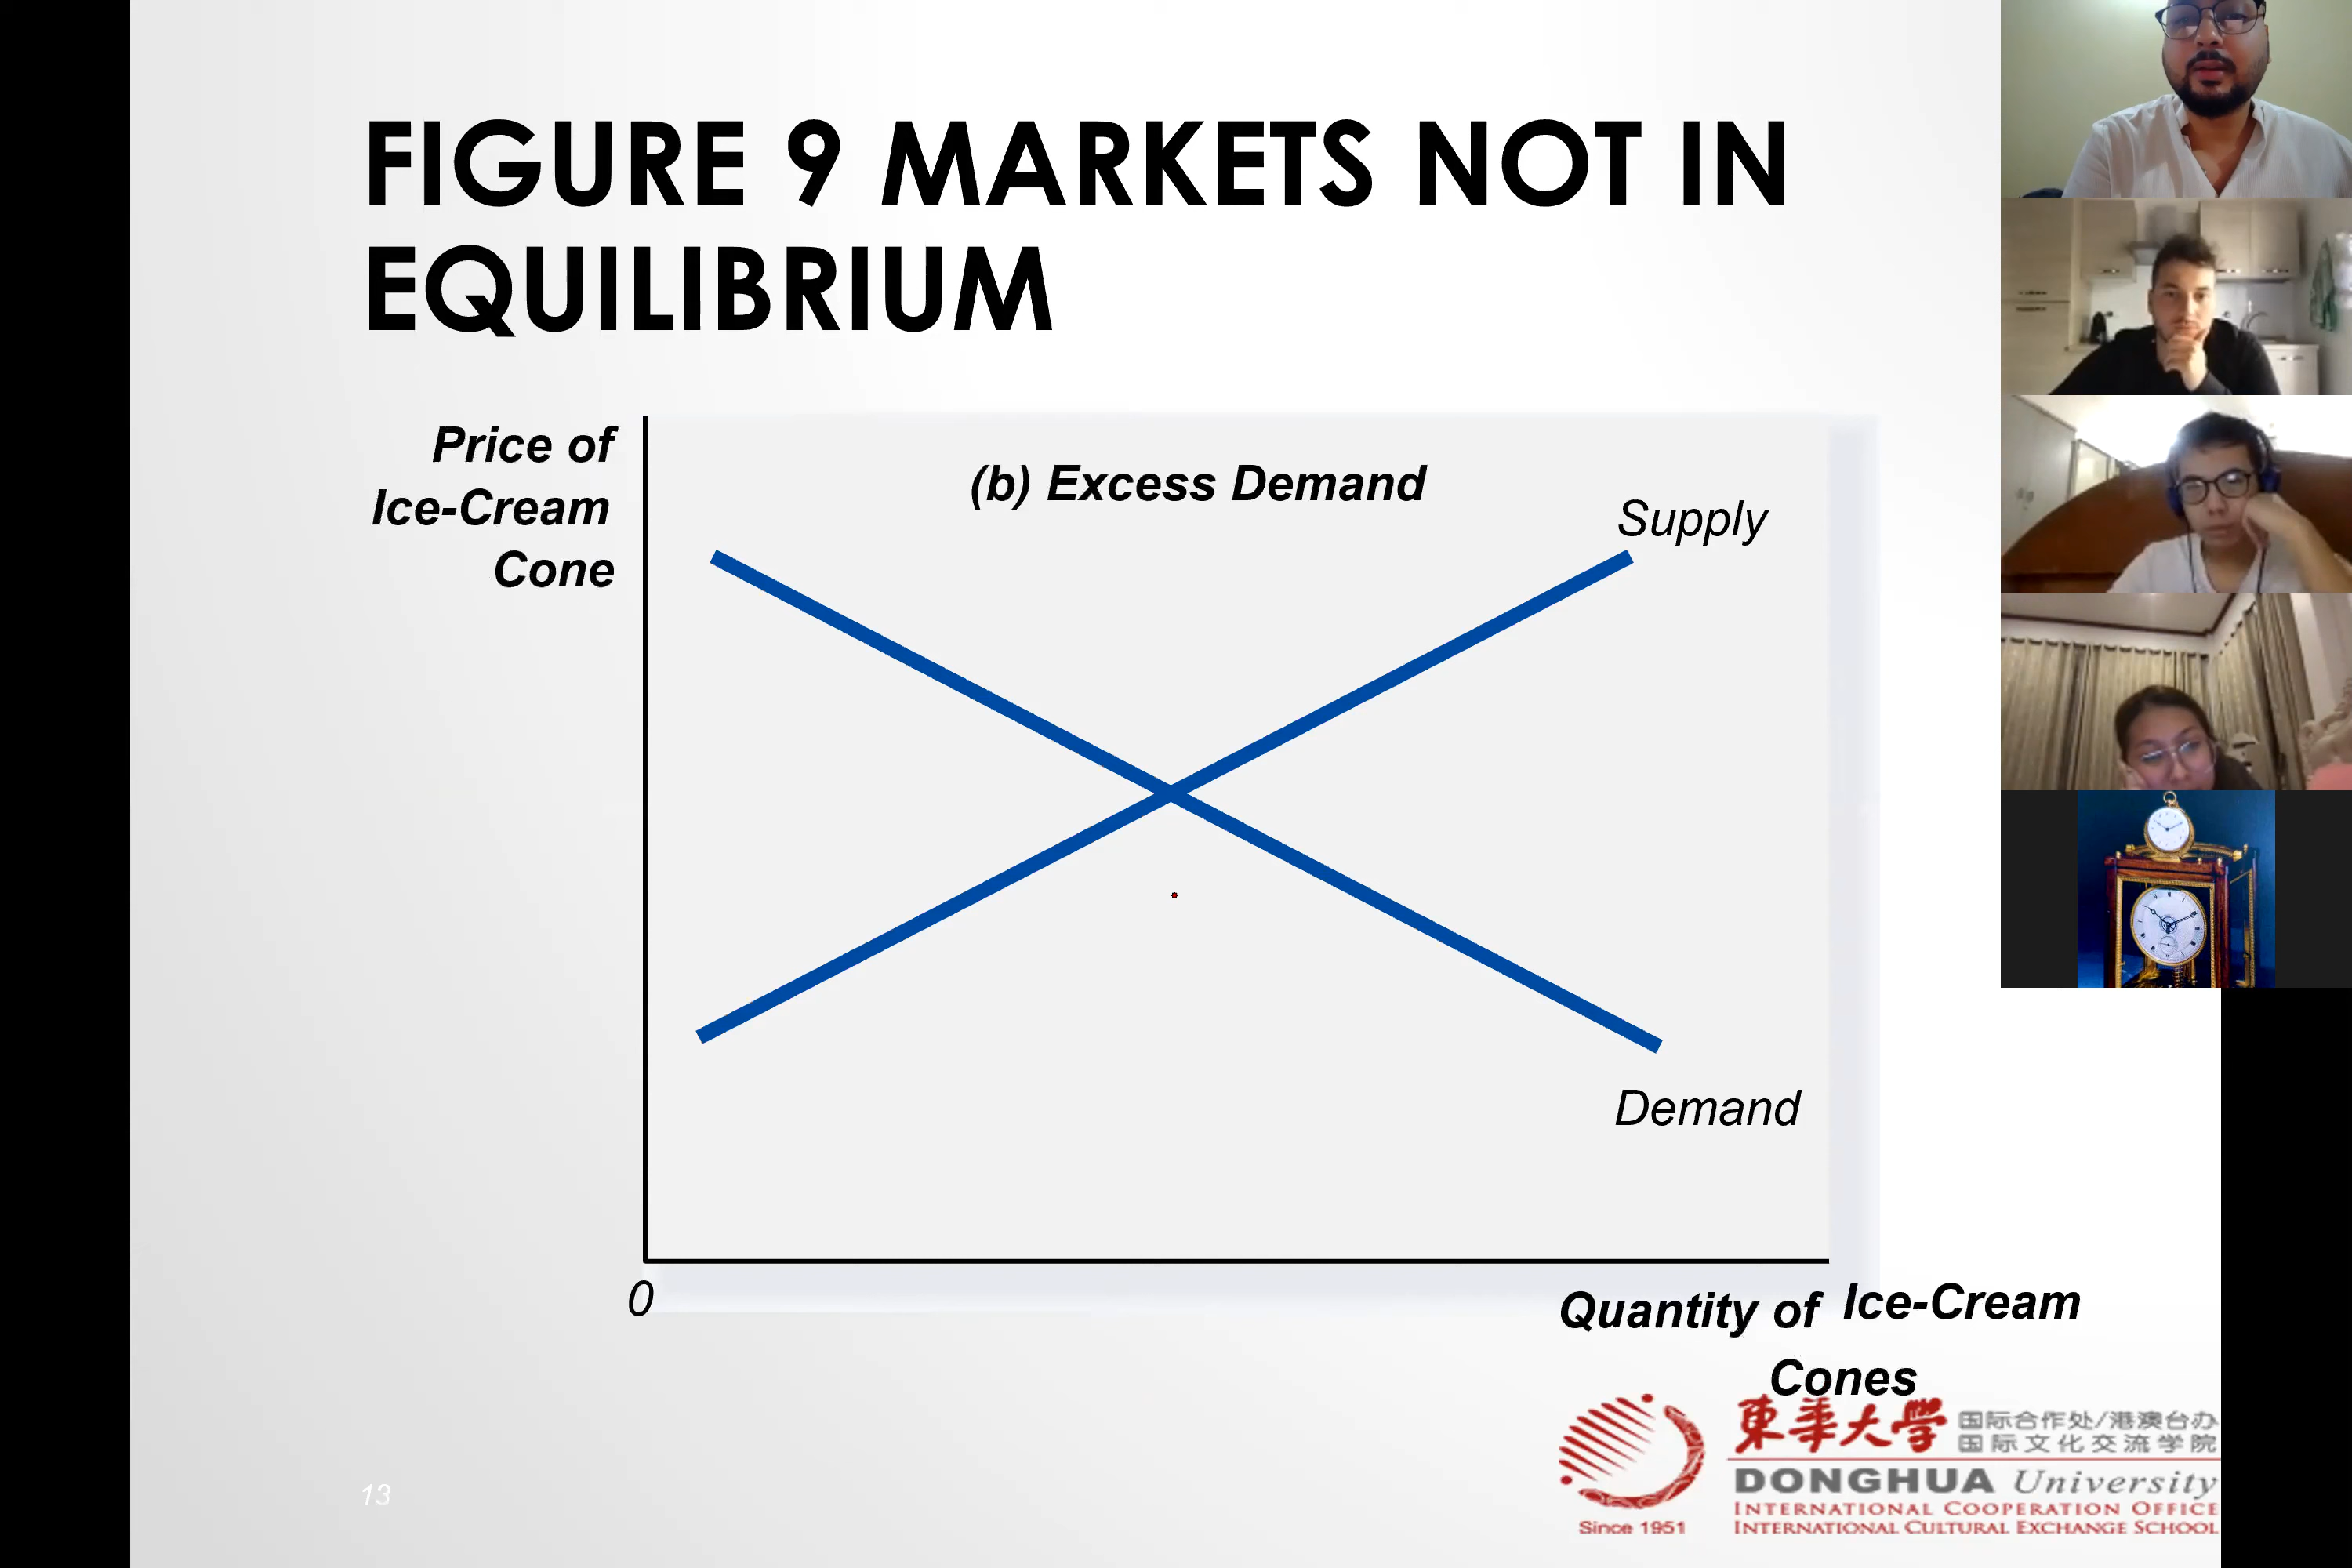 FIGURE 9 MARKETS NOT IN
EQUILIBRIUM
Price of
Ice-Cream
Cone
(b) Excess Demand
Supply
Demand
0
Quantity of Ice-Cream
Cones
13
東華大學
国际合作处/港澳台办
国际文化交流学院
DONGHUA University
INTERNATIONAL COOPERATION OFFICE
INTERNATIONAL CULTURAL EXCHANGE SCHOOL
Since 1951